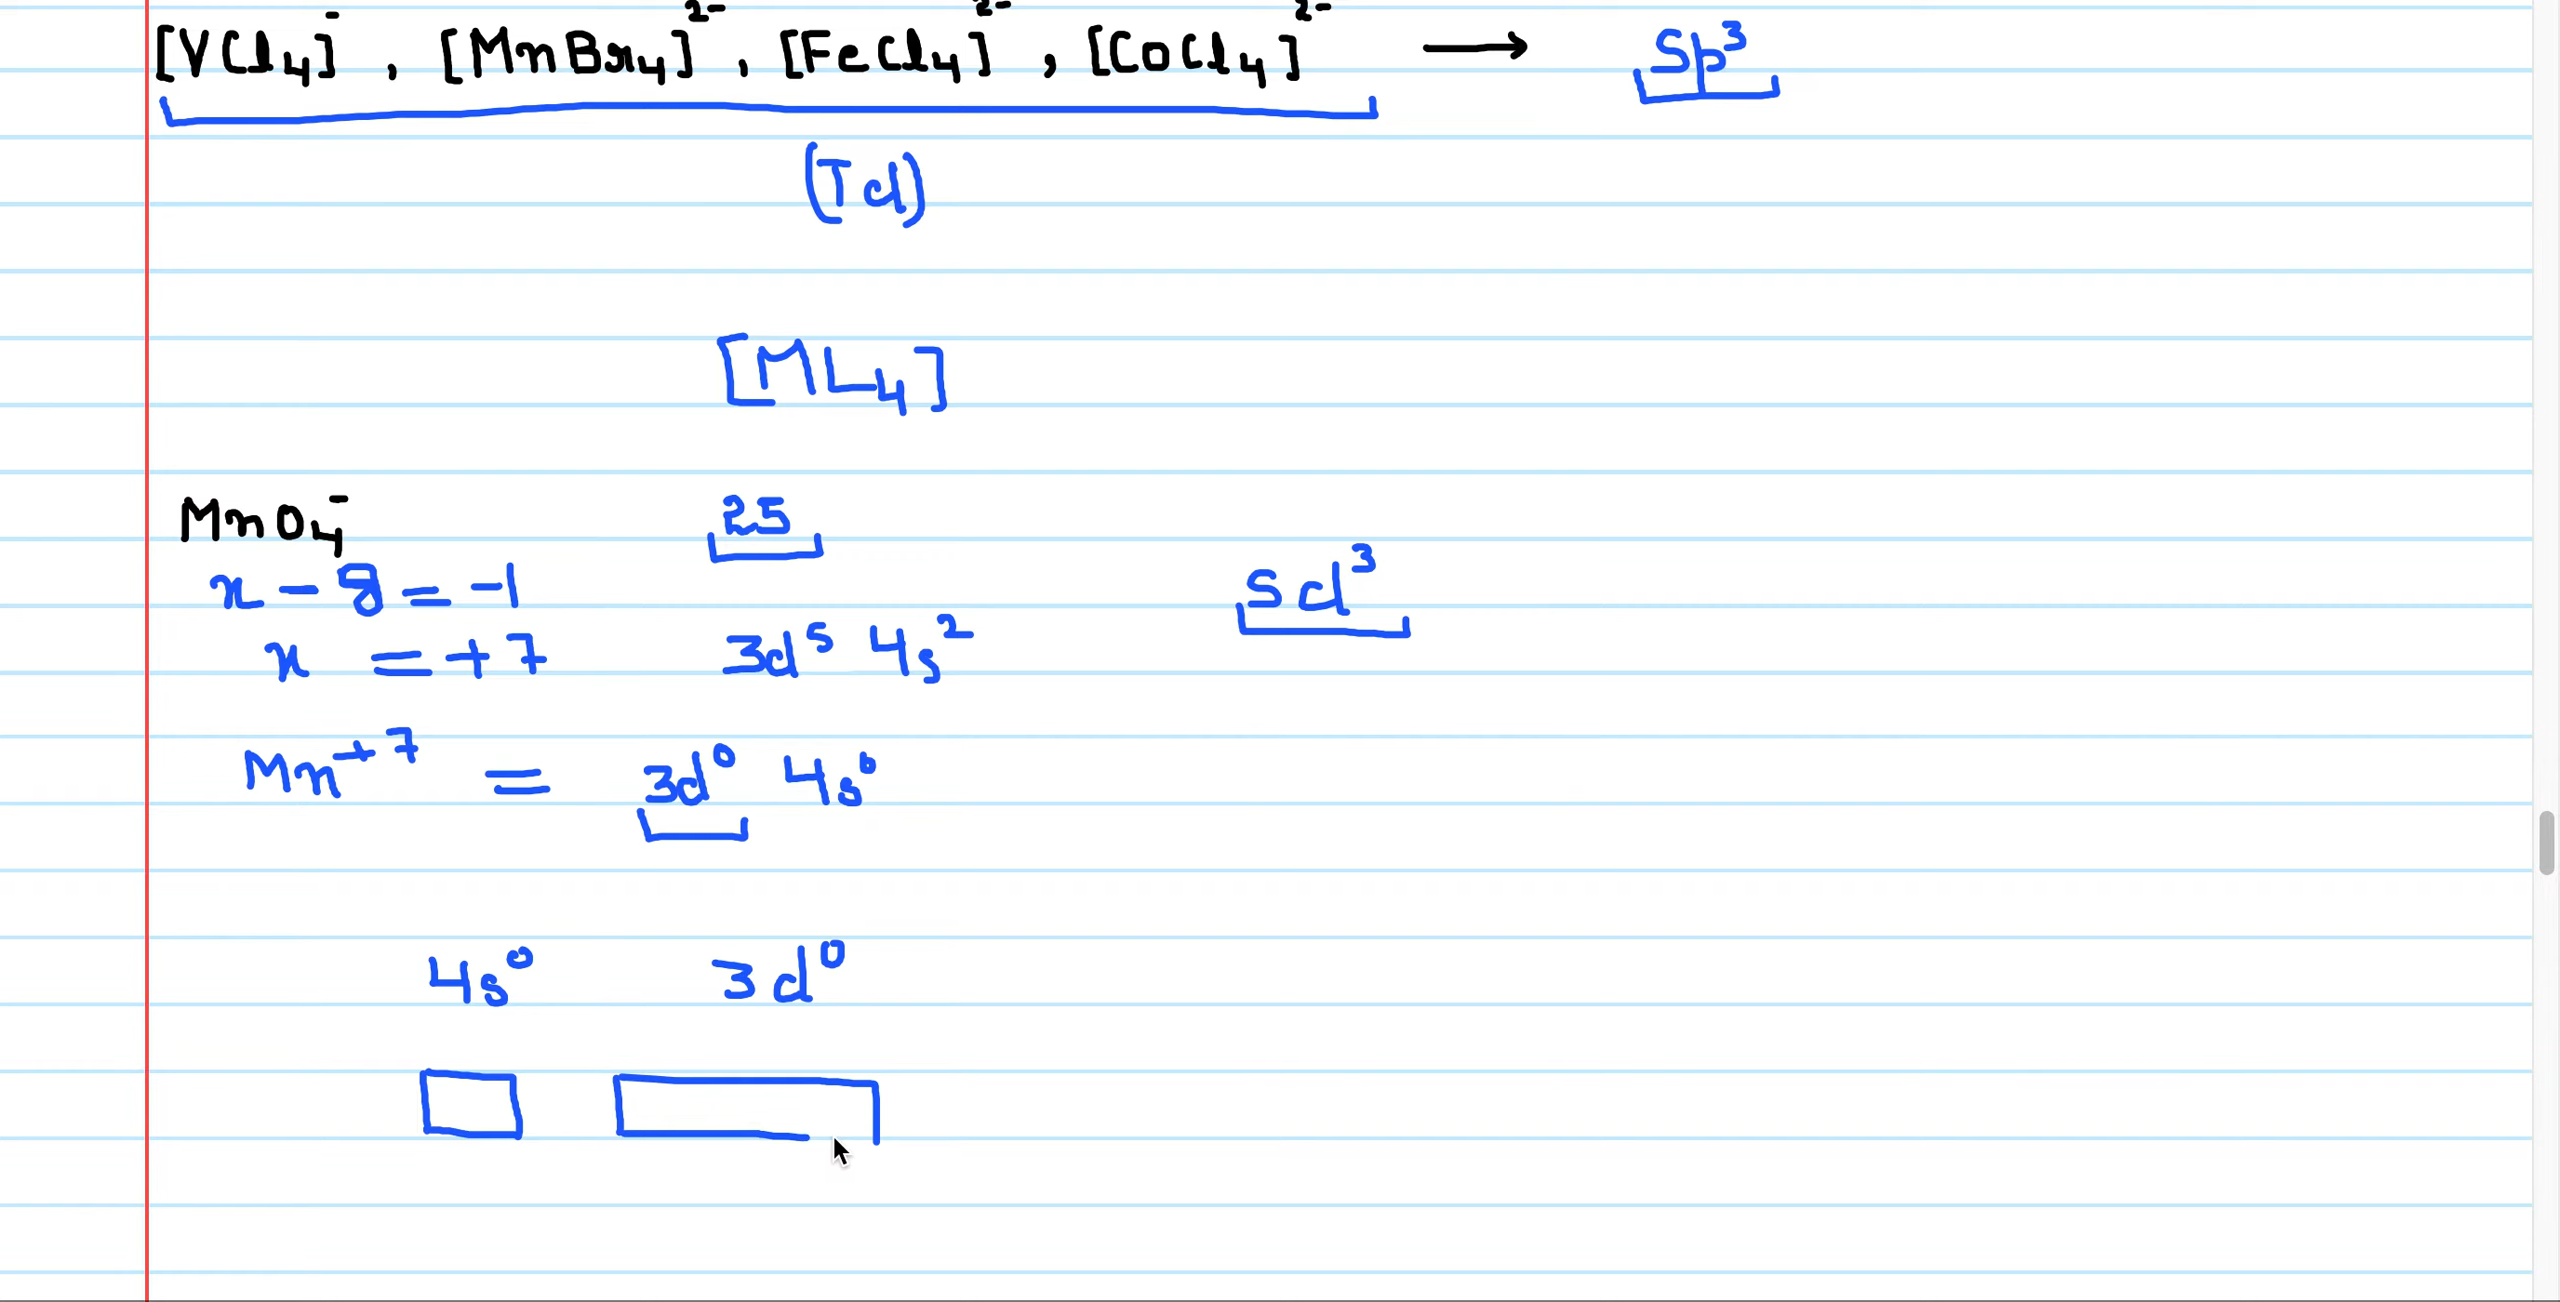 [VCl₄]⁻ , [MnBr₄]²⁻ , [FeCl₄]²⁻ , [CoCl₄]²⁻ ⟶ Sp³
(Td)
[ML₄]
MnO₄⁻ 25
x − 8 = −1 Sd³
x = +7 3d⁵ 4s²
Mn⁺⁷ = 3d⁰ 4s⁰
4s⁰ 3d⁰